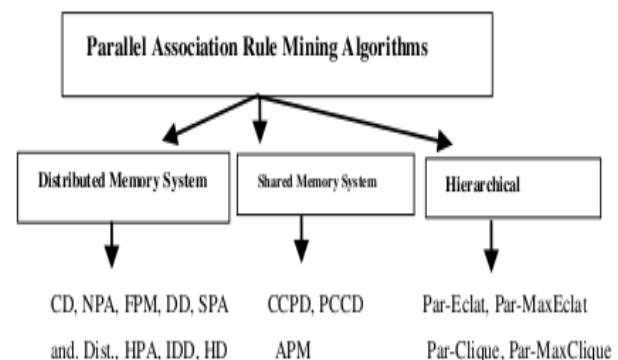 Parallel Association Rule Mining Algorithms
Distributed Memory System
Shared Memory System
Hierarchical
CD, NPA, FPM, DD, SPA
and. Dist., HPA, IDD, HD
CCPD, PCCD
APM
Par-Eclat, Par-MaxEclat
Par-Clique, Par-MaxClique